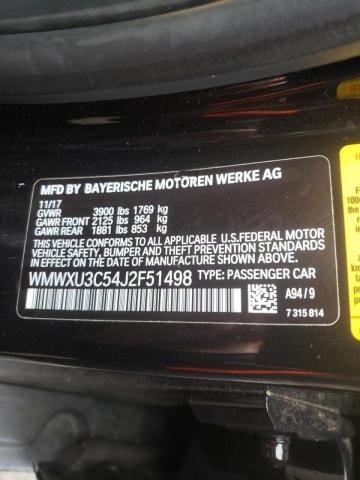 MFD BY BAYERISCHE MOTOREN WERKE AG
11/17
GVWR 3900 lbs 1769 kg
GAWR FRONT 2125 lbs 964 kg
GAWR REAR 1881 lbs 853 kg
THIS VEHICLE CONFORMS TO ALL APPLICABLE U.S.FEDERAL MOTOR
VEHICLE SAFETY, BUMPER, AND THEFT PREVENTION STANDARDS
IN EFFECT ON THE DATE OF MANUFACTURE SHOWN ABOVE.
WMWXU3C54J2F51498 TYPE: PASSENGER CAR
A94/9
7 315 814